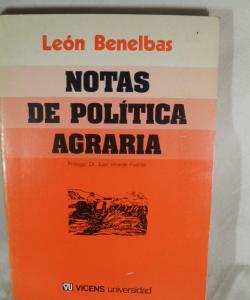 León Benelbas
NOTAS
DE POLÍTICA
AGRARIA
Prólogo: Dr. Juan Velarde Fuertes
VICENS universidad